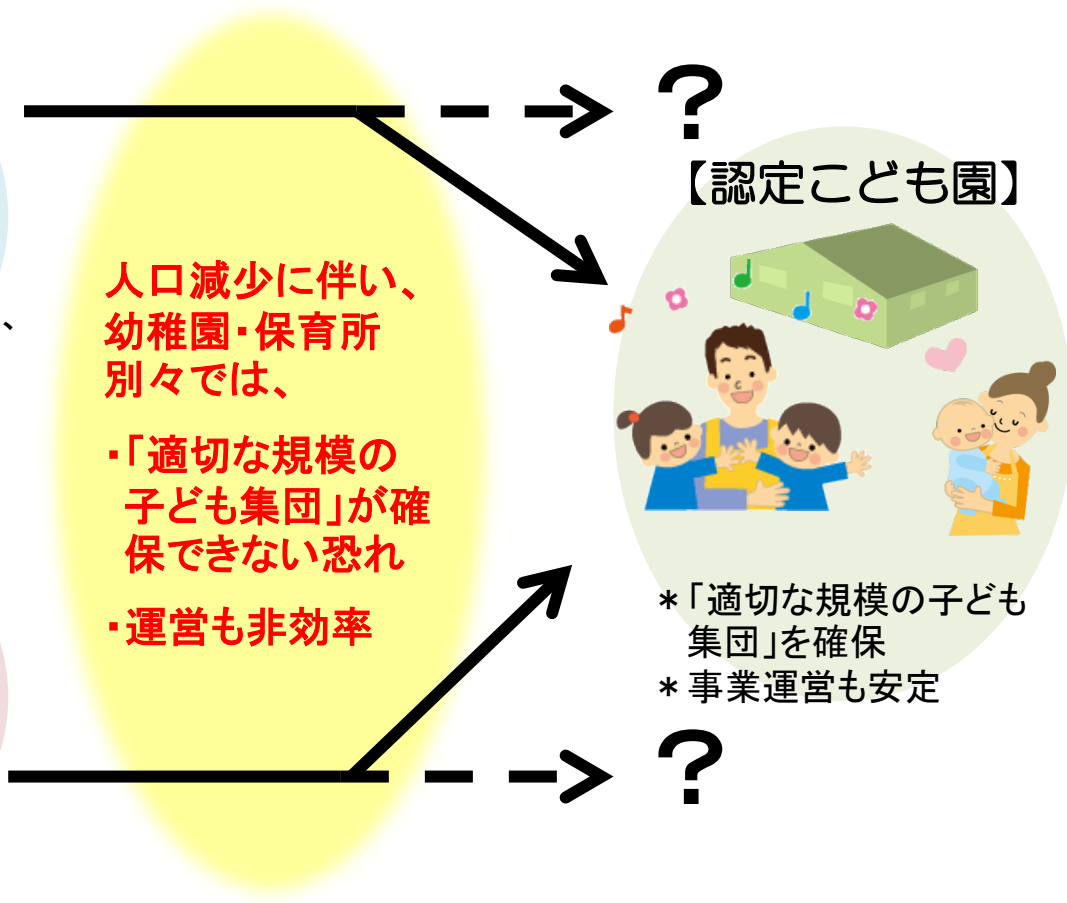 、
人口減少に伴い、
幼稚園・保育所
別々では、
・「適切な規模の
子ども集団」が確
保できない恐れ
・運営も非効率
？
【認定こども園】
＊「適切な規模の子ども
集団」を確保
＊事業運営も安定
？